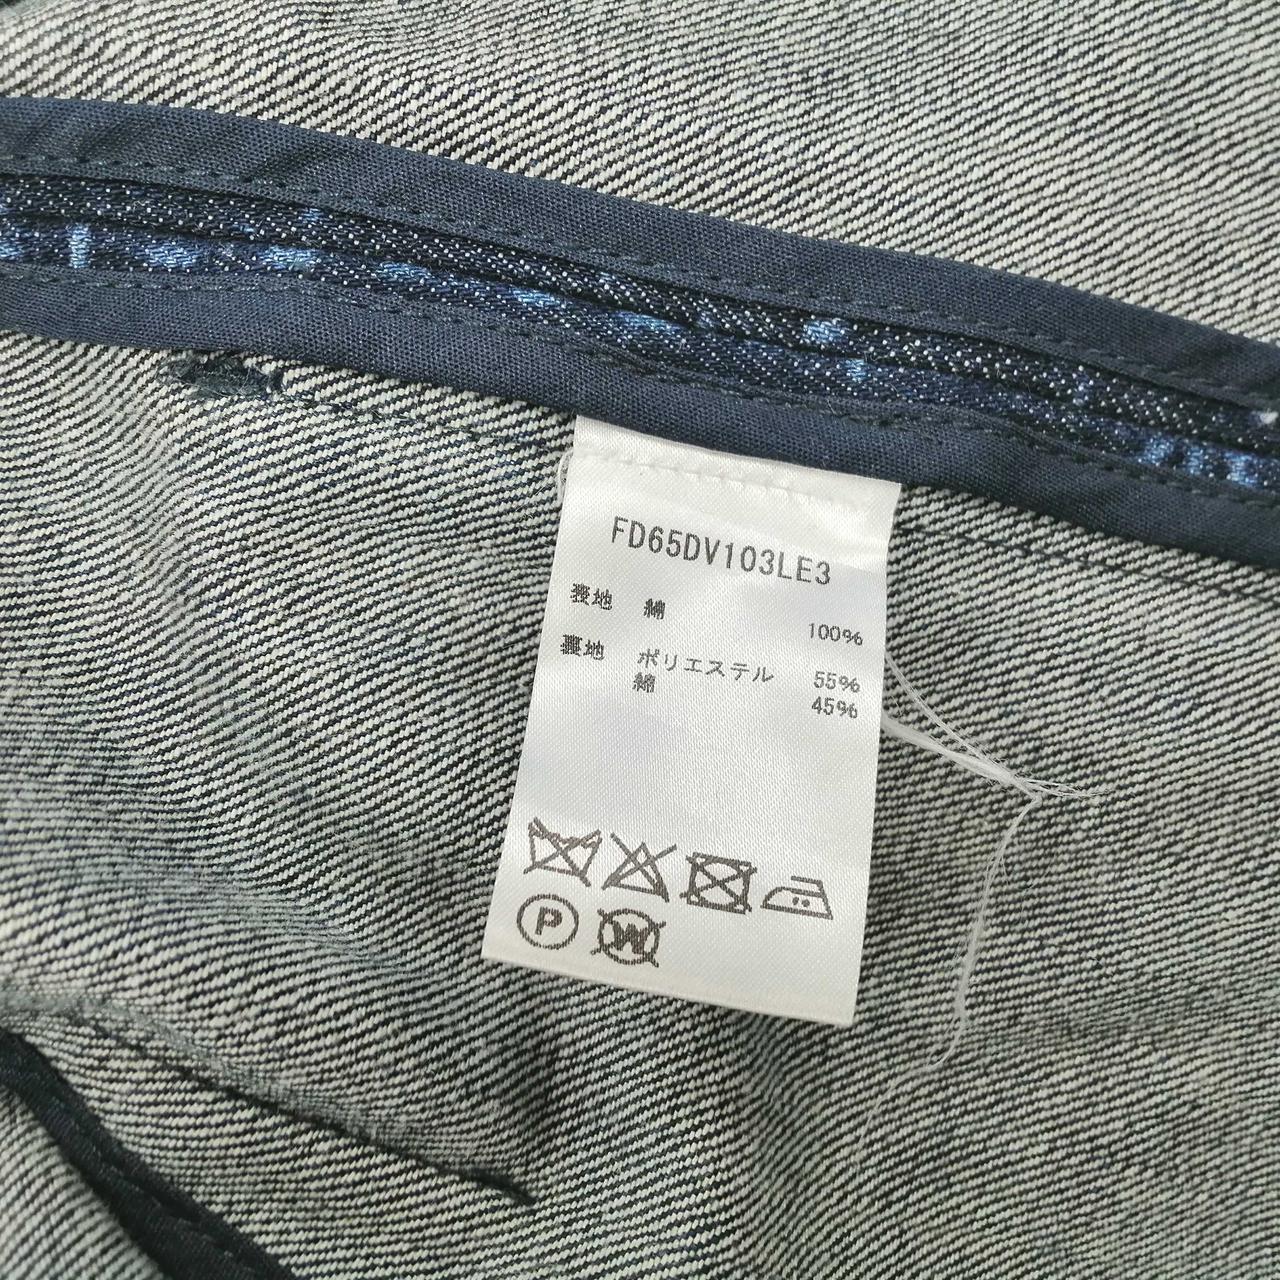 FD65DV103LE3
表地 綿 100%
裏地 ポリエステル 55%
綿 45%
P W